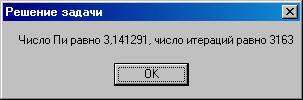 Решение задачи
Число Пи равно 3,141291, число итераций равно 3163
OK